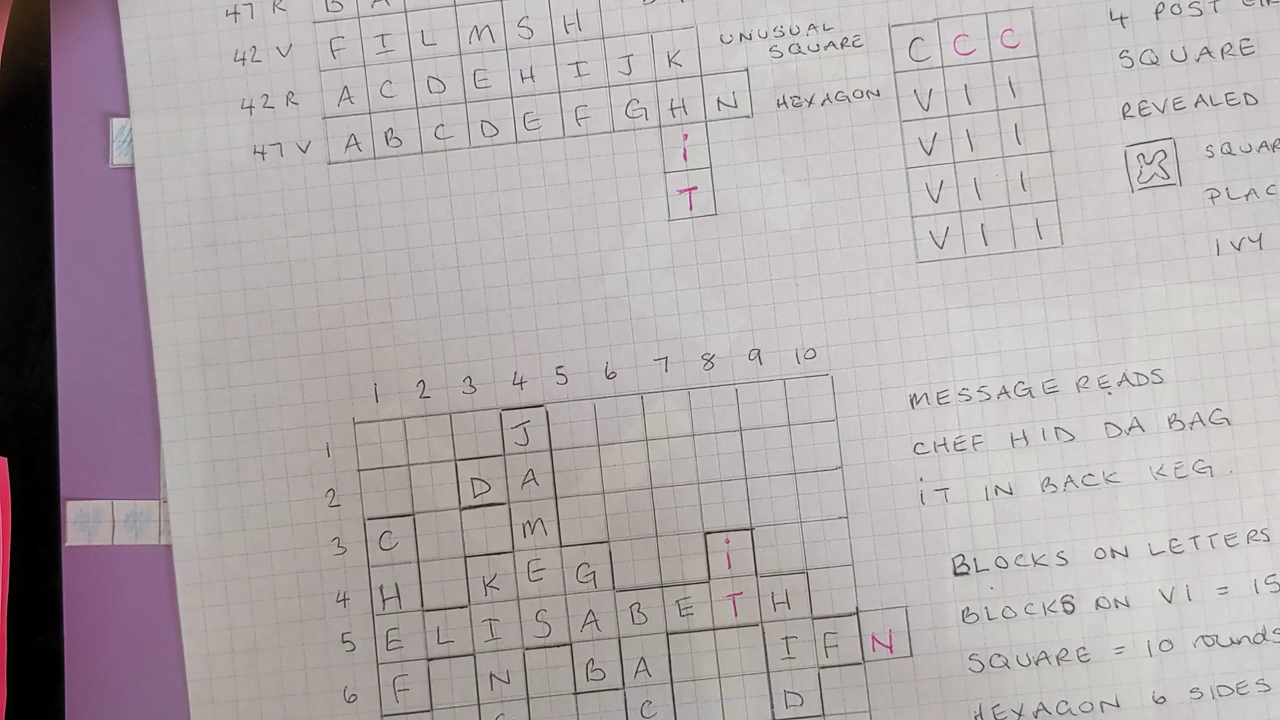 47 R B A
42 V F I L M S H
UNUSUAL SQUARE
42 R A C D E H I J K
HEXAGON
47 V A B C D E F G H N
i
T
C C C
V I I
V I I
V I I
V I I
4 POST
SQUARE
REVEALED
SQUAR
PLAC
IVY
1 2 3 4 5 6 7 8 9 10
1 J
2 D A
3 C M i
4 H K E G T H
5 E L I S A B E I F N
6 F N B A D
C
MESSAGE READS
CHEF HID DA BAG
iT IN BACK KEG.
BLOCKS ON LETTERS
BLOCKS ON VI = 15
SQUARE = 10 rounds
HEXAGON 6 SIDES